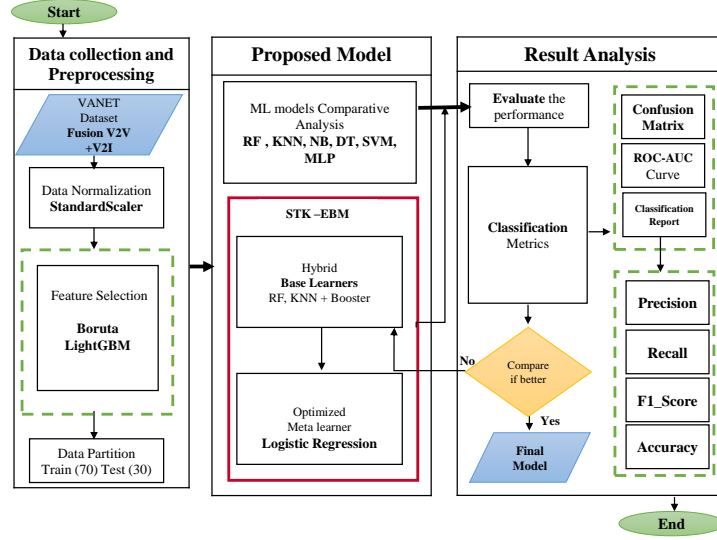 Start
Data collection and
Preprocessing
VANET
Dataset
Fusion V2V
+V2I
Data Normalization
StandardScaler
Feature Selection
Boruta
LightGBM
Data Partition
Train (70) Test (30)
Proposed Model
ML models Comparative
Analysis
RF , KNN, NB, DT, SVM,
MLP
STK –EBM
Hybrid
Base Learners
RF, KNN + Booster
Optimized
Meta learner
Logistic Regression
Result Analysis
Evaluate the
performance
Classification
Metrics
No
Compare
if better
Yes
Final
Model
Confusion
Matrix
ROC-AUC
Curve
Classification
Report
Precision
Recall
F1_Score
Accuracy
End